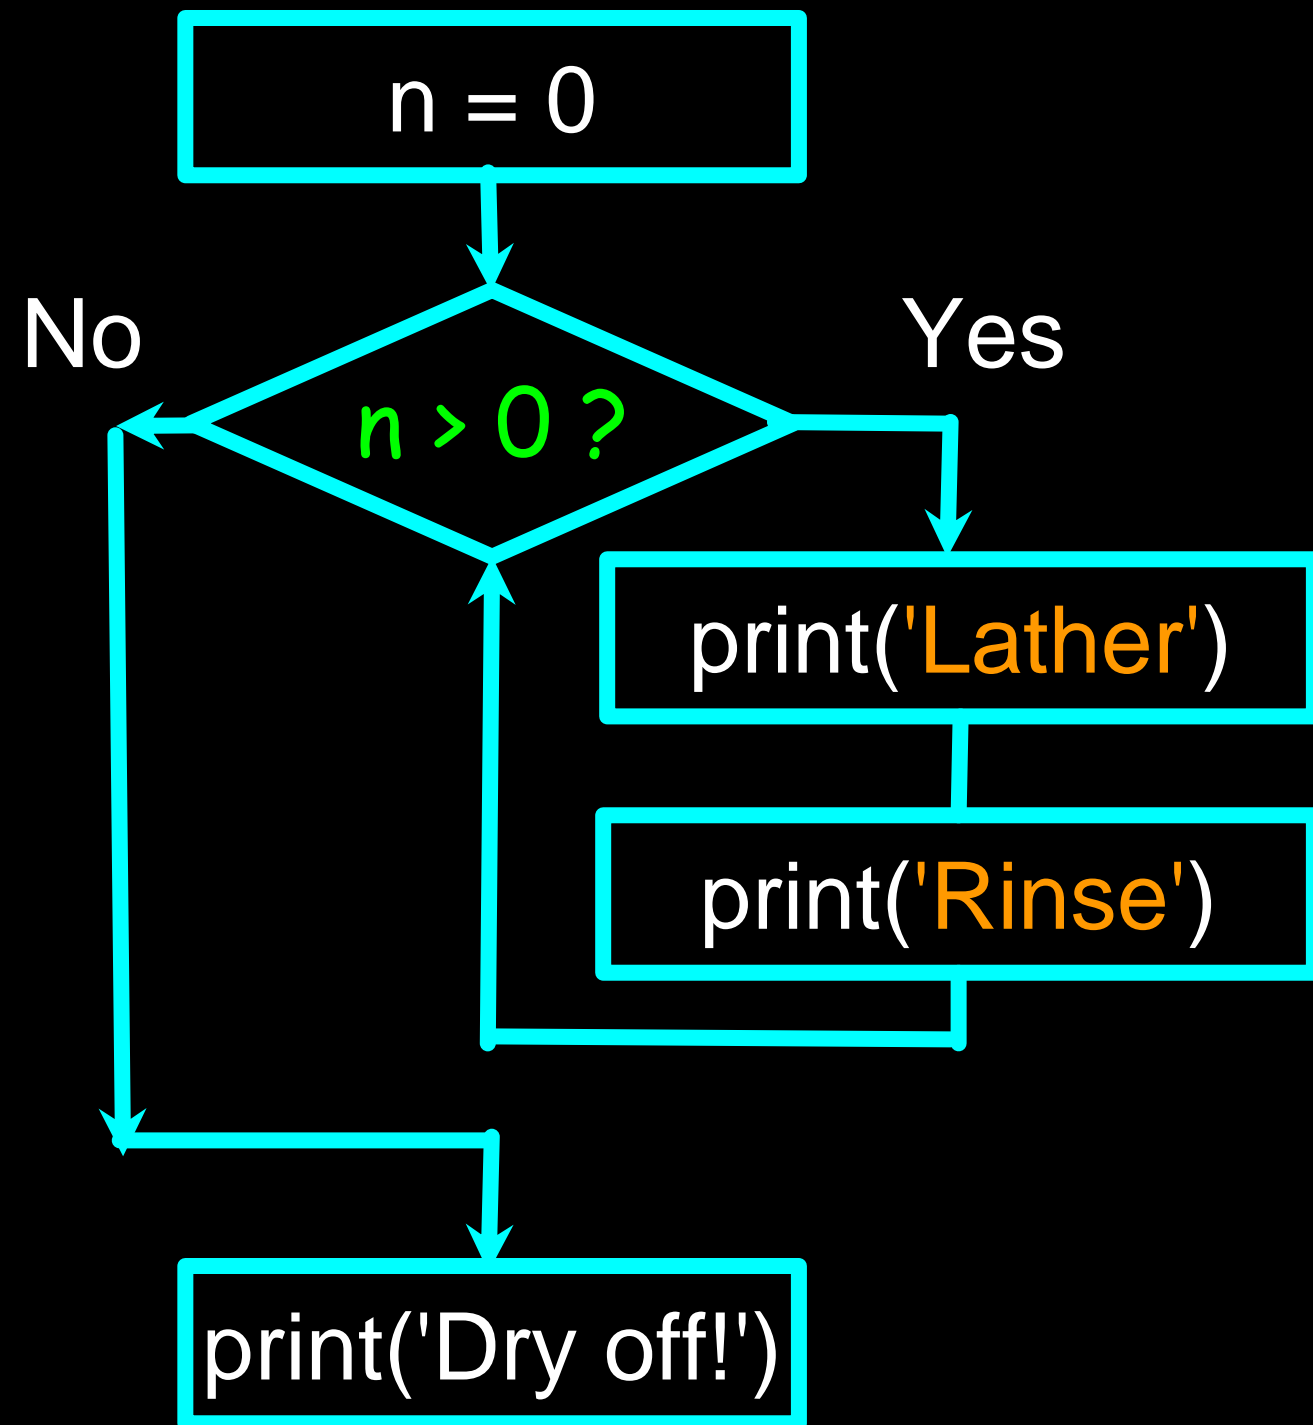 n = 0
No
Yes
n > 0 ?
print('Lather')
print('Rinse')
print('Dry off!')